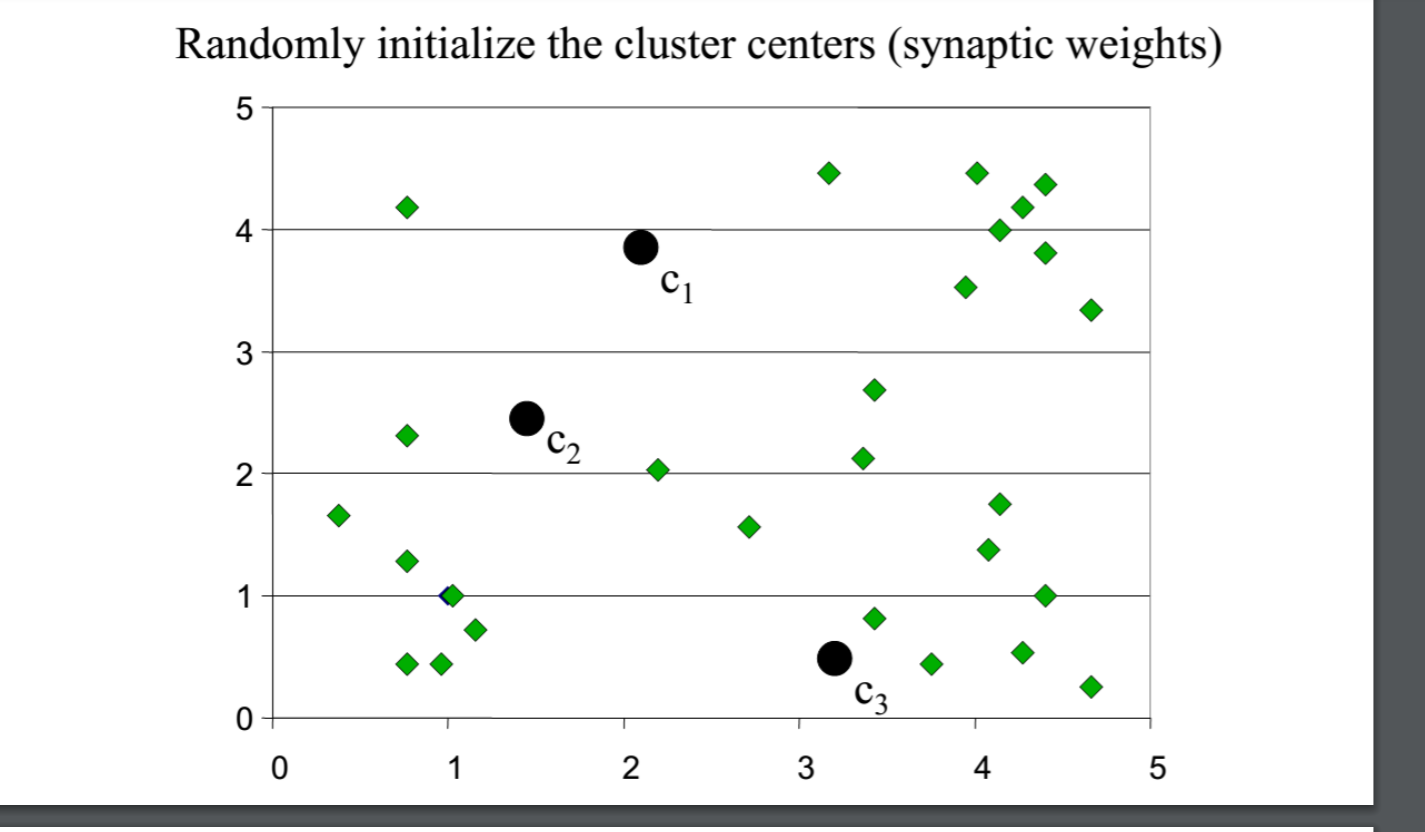 Randomly initialize the cluster centers (synaptic weights)
5
4
c₁
3
c₂
2
1
c₃
0
0 1 2 3 4 5